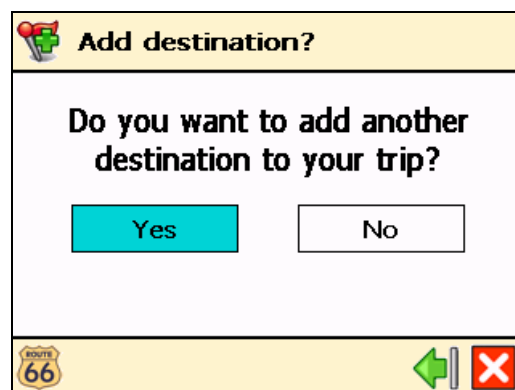 Add destination?
Do you want to add another
destination to your trip?
Yes No
ROUTE
66